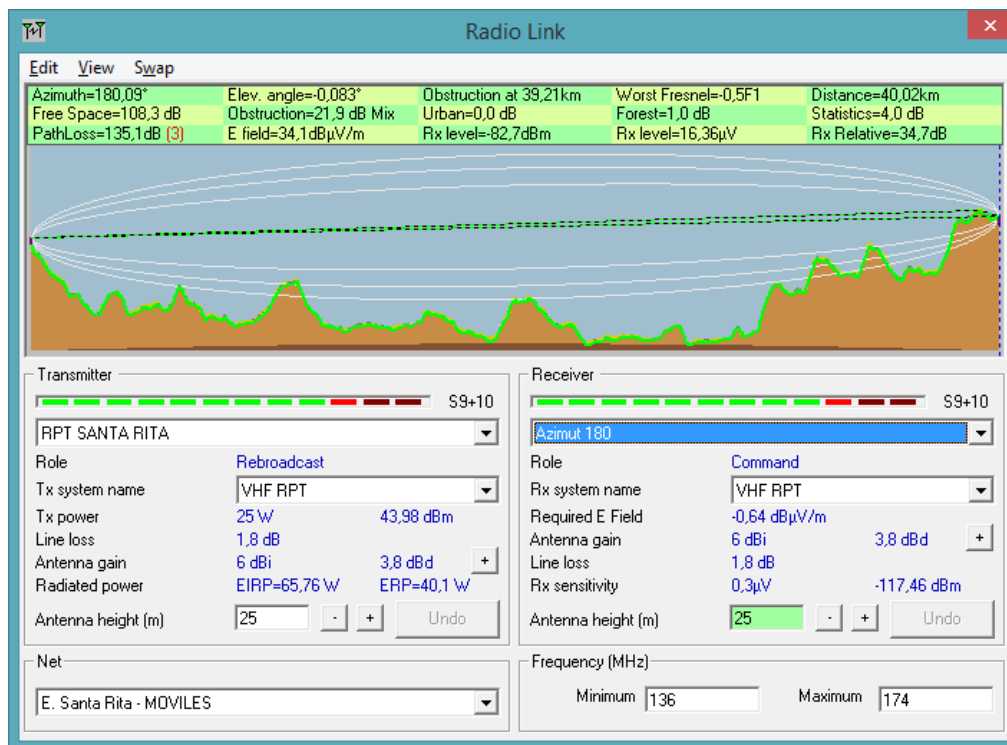 Radio Link
Edit View Swap
Azimuth=180,09° Elev. angle=-0,083° Obstruction at 39,21km Worst Fresnel=-0,5F1 Distance=40,02km
Free Space=108,3 dB Obstruction=21,9 dB Mix Urban=0,0 dB Forest=1,0 dB Statistics=4,0 dB
PathLoss=135,1dB (3) E field=34,1dBµV/m Rx level=-82,7dBm Rx level=16,36µV Rx Relative=34,7dB
Transmitter Receiver
S9+10 S9+10
RPT SANTA RITA Azimut 180
Role Rebroadcast Role Command
Tx system name VHF RPT Rx system name VHF RPT
Tx power 25 W 43,98 dBm Required E Field -0,64 dBµV/m
Line loss 1,8 dB Antenna gain 6 dBi 3,8 dBd +
Antenna gain 6 dBi 3,8 dBd + Line loss 1,8 dB
Radiated power EIRP=65,76 W ERP=40,1 W Rx sensitivity 0,3µV -117,46 dBm
Antenna height (m) 25 - + Undo Antenna height (m) 25 - + Undo
Net Frequency (MHz)
E. Santa Rita - MOVILES Minimum 136 Maximum 174